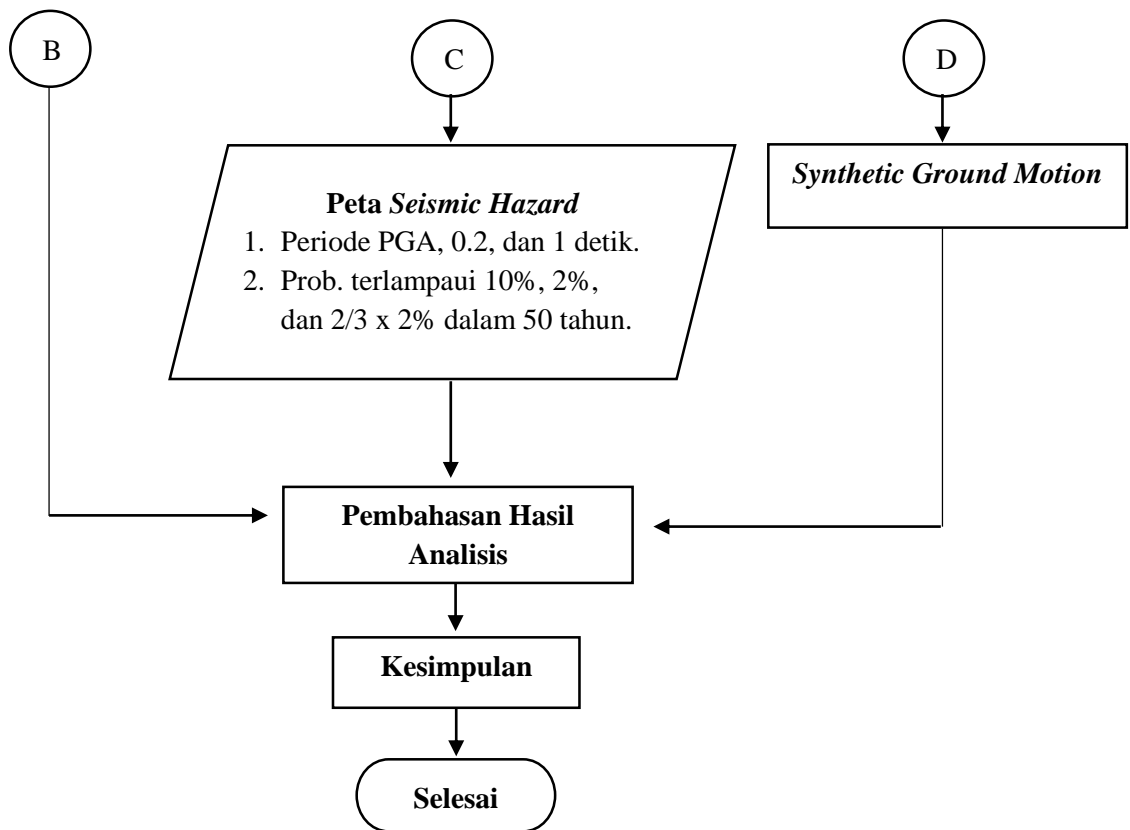 B
C
D
Peta Seismic Hazard
1. Periode PGA, 0.2, dan 1 detik.
2. Prob. terlampaui 10%, 2%,
dan 2/3 x 2% dalam 50 tahun.
Synthetic Ground Motion
Pembahasan Hasil
Analisis
Kesimpulan
Selesai